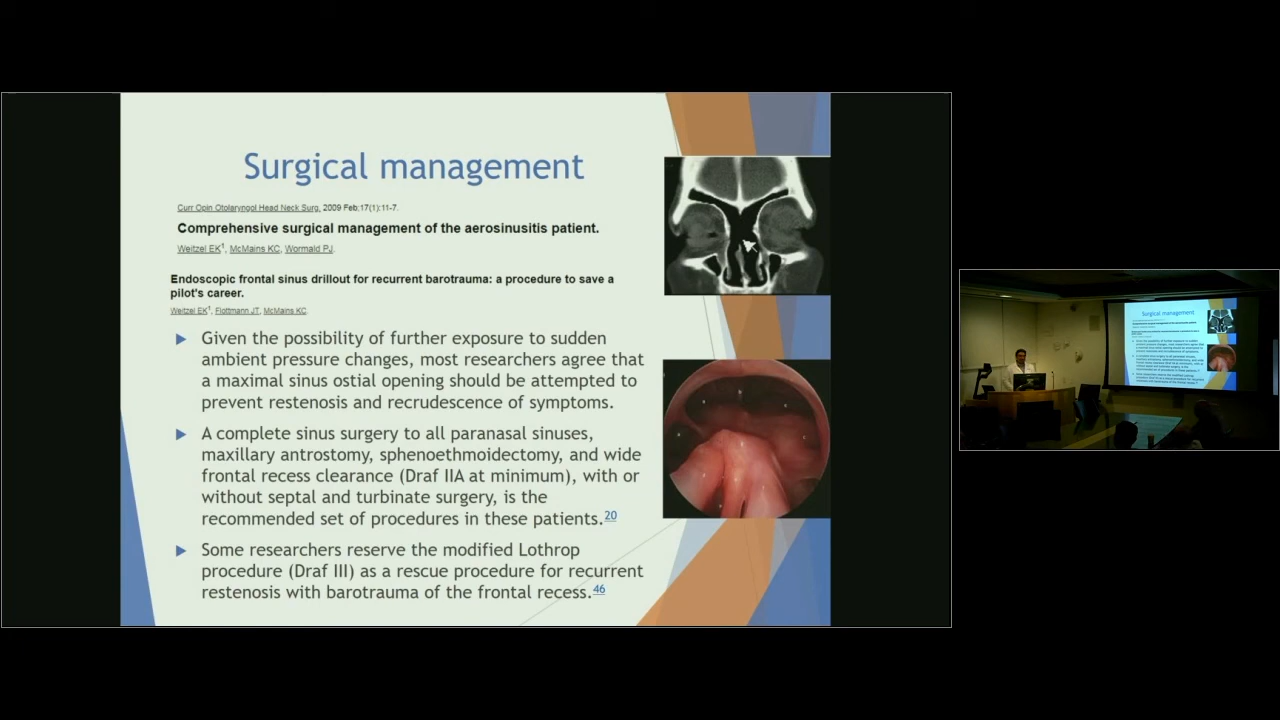 Surgical management
Curr Opin Otolaryngol Head Neck Surg. 2009 Feb;17(1):11-7.
Comprehensive surgical management of the aerosinusitis patient.
Weitzel EK1, McMains KC, Wormald PJ.
Endoscopic frontal sinus drillout for recurrent barotrauma: a procedure to save a
pilot's career.
Weitzel EK1, Flottmann JT, McMains KC.
Given the possibility of further exposure to sudden
ambient pressure changes, most researchers agree that
a maximal sinus ostial opening should be attempted to
prevent restenosis and recrudescence of symptoms.
A complete sinus surgery to all paranasal sinuses,
maxillary antrostomy, sphenoethmoidectomy, and wide
frontal recess clearance (Draf IIA at minimum), with or
without septal and turbinate surgery, is the
recommended set of procedures in these patients.20
Some researchers reserve the modified Lothrop
procedure (Draf III) as a rescue procedure for recurrent
restenosis with barotrauma of the frontal recess.46
Surgical management